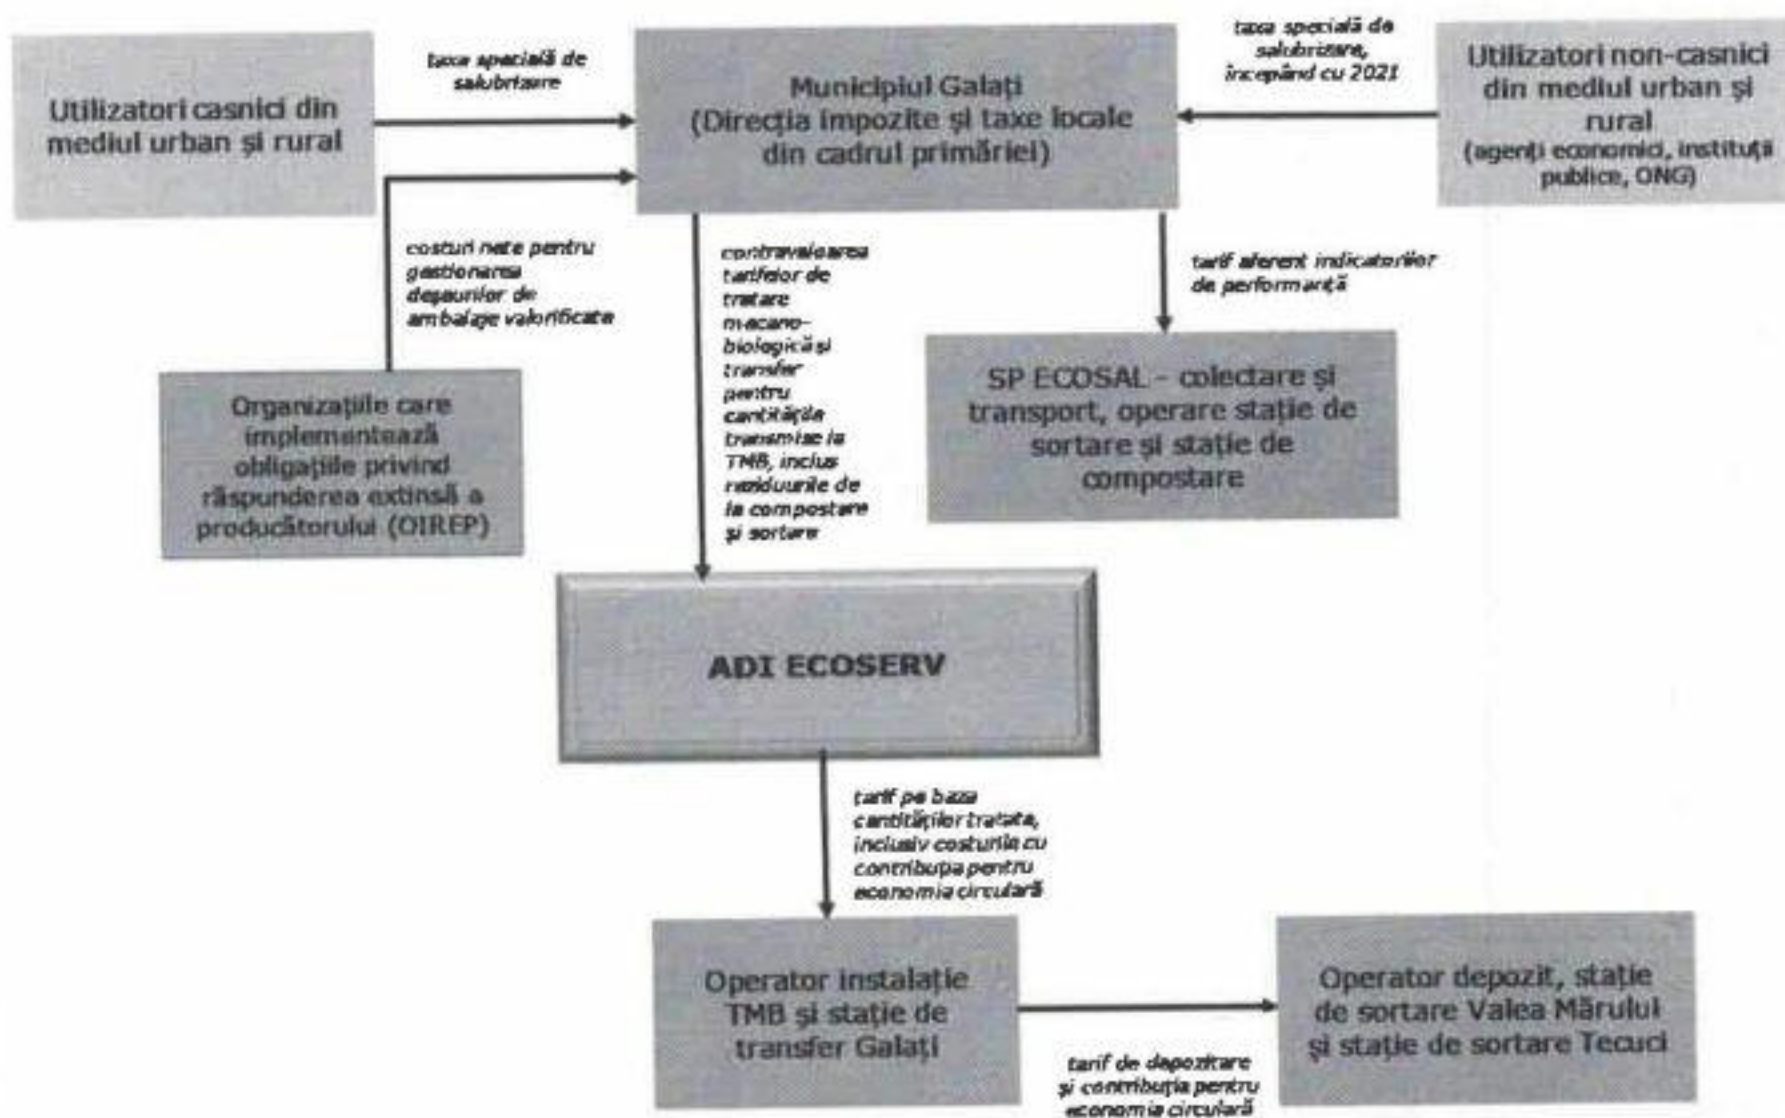 taxa specială de
salubrizare
taxa specială de
salubrizare,
începând cu 2021
Utilizatori casnici din
mediul urban și rural
Municipiul Galați
(Direcția impozite și taxe locale
din cadrul primăriei)
Utilizatori non-casnici
din mediul urban și
rural
(agenți economici, instituții
publice, ONG)
costuri nete pentru
gestionarea
deșeurilor de
ambalaje valorificate
contravaloarea
tarifelor de
tratare
mecano-
biologică și
transfer
pentru
cantitățile
transmise la
TMB, inclus
reziduurile de
la compostare
și sortare
tarif aferent indicatorilor
de performanță
Organizațiile care
implementează
obligațiile privind
răspunderea extinsă a
producătorului (OIREP)
SP ECOSAL - colectare și
transport, operare stație de
sortare și stație de
compostare
ADI ECOSERV
tarif pe baza
cantităților tratate,
inclusiv costurile cu
contribuția pentru
economia circulară
Operator instalație
TMB și stație de
transfer Galați
Operator depozit, stație
de sortare Valea Mărului
și stație de sortare Tecuci
tarif de depozitare
și contribuția pentru
economia circulară